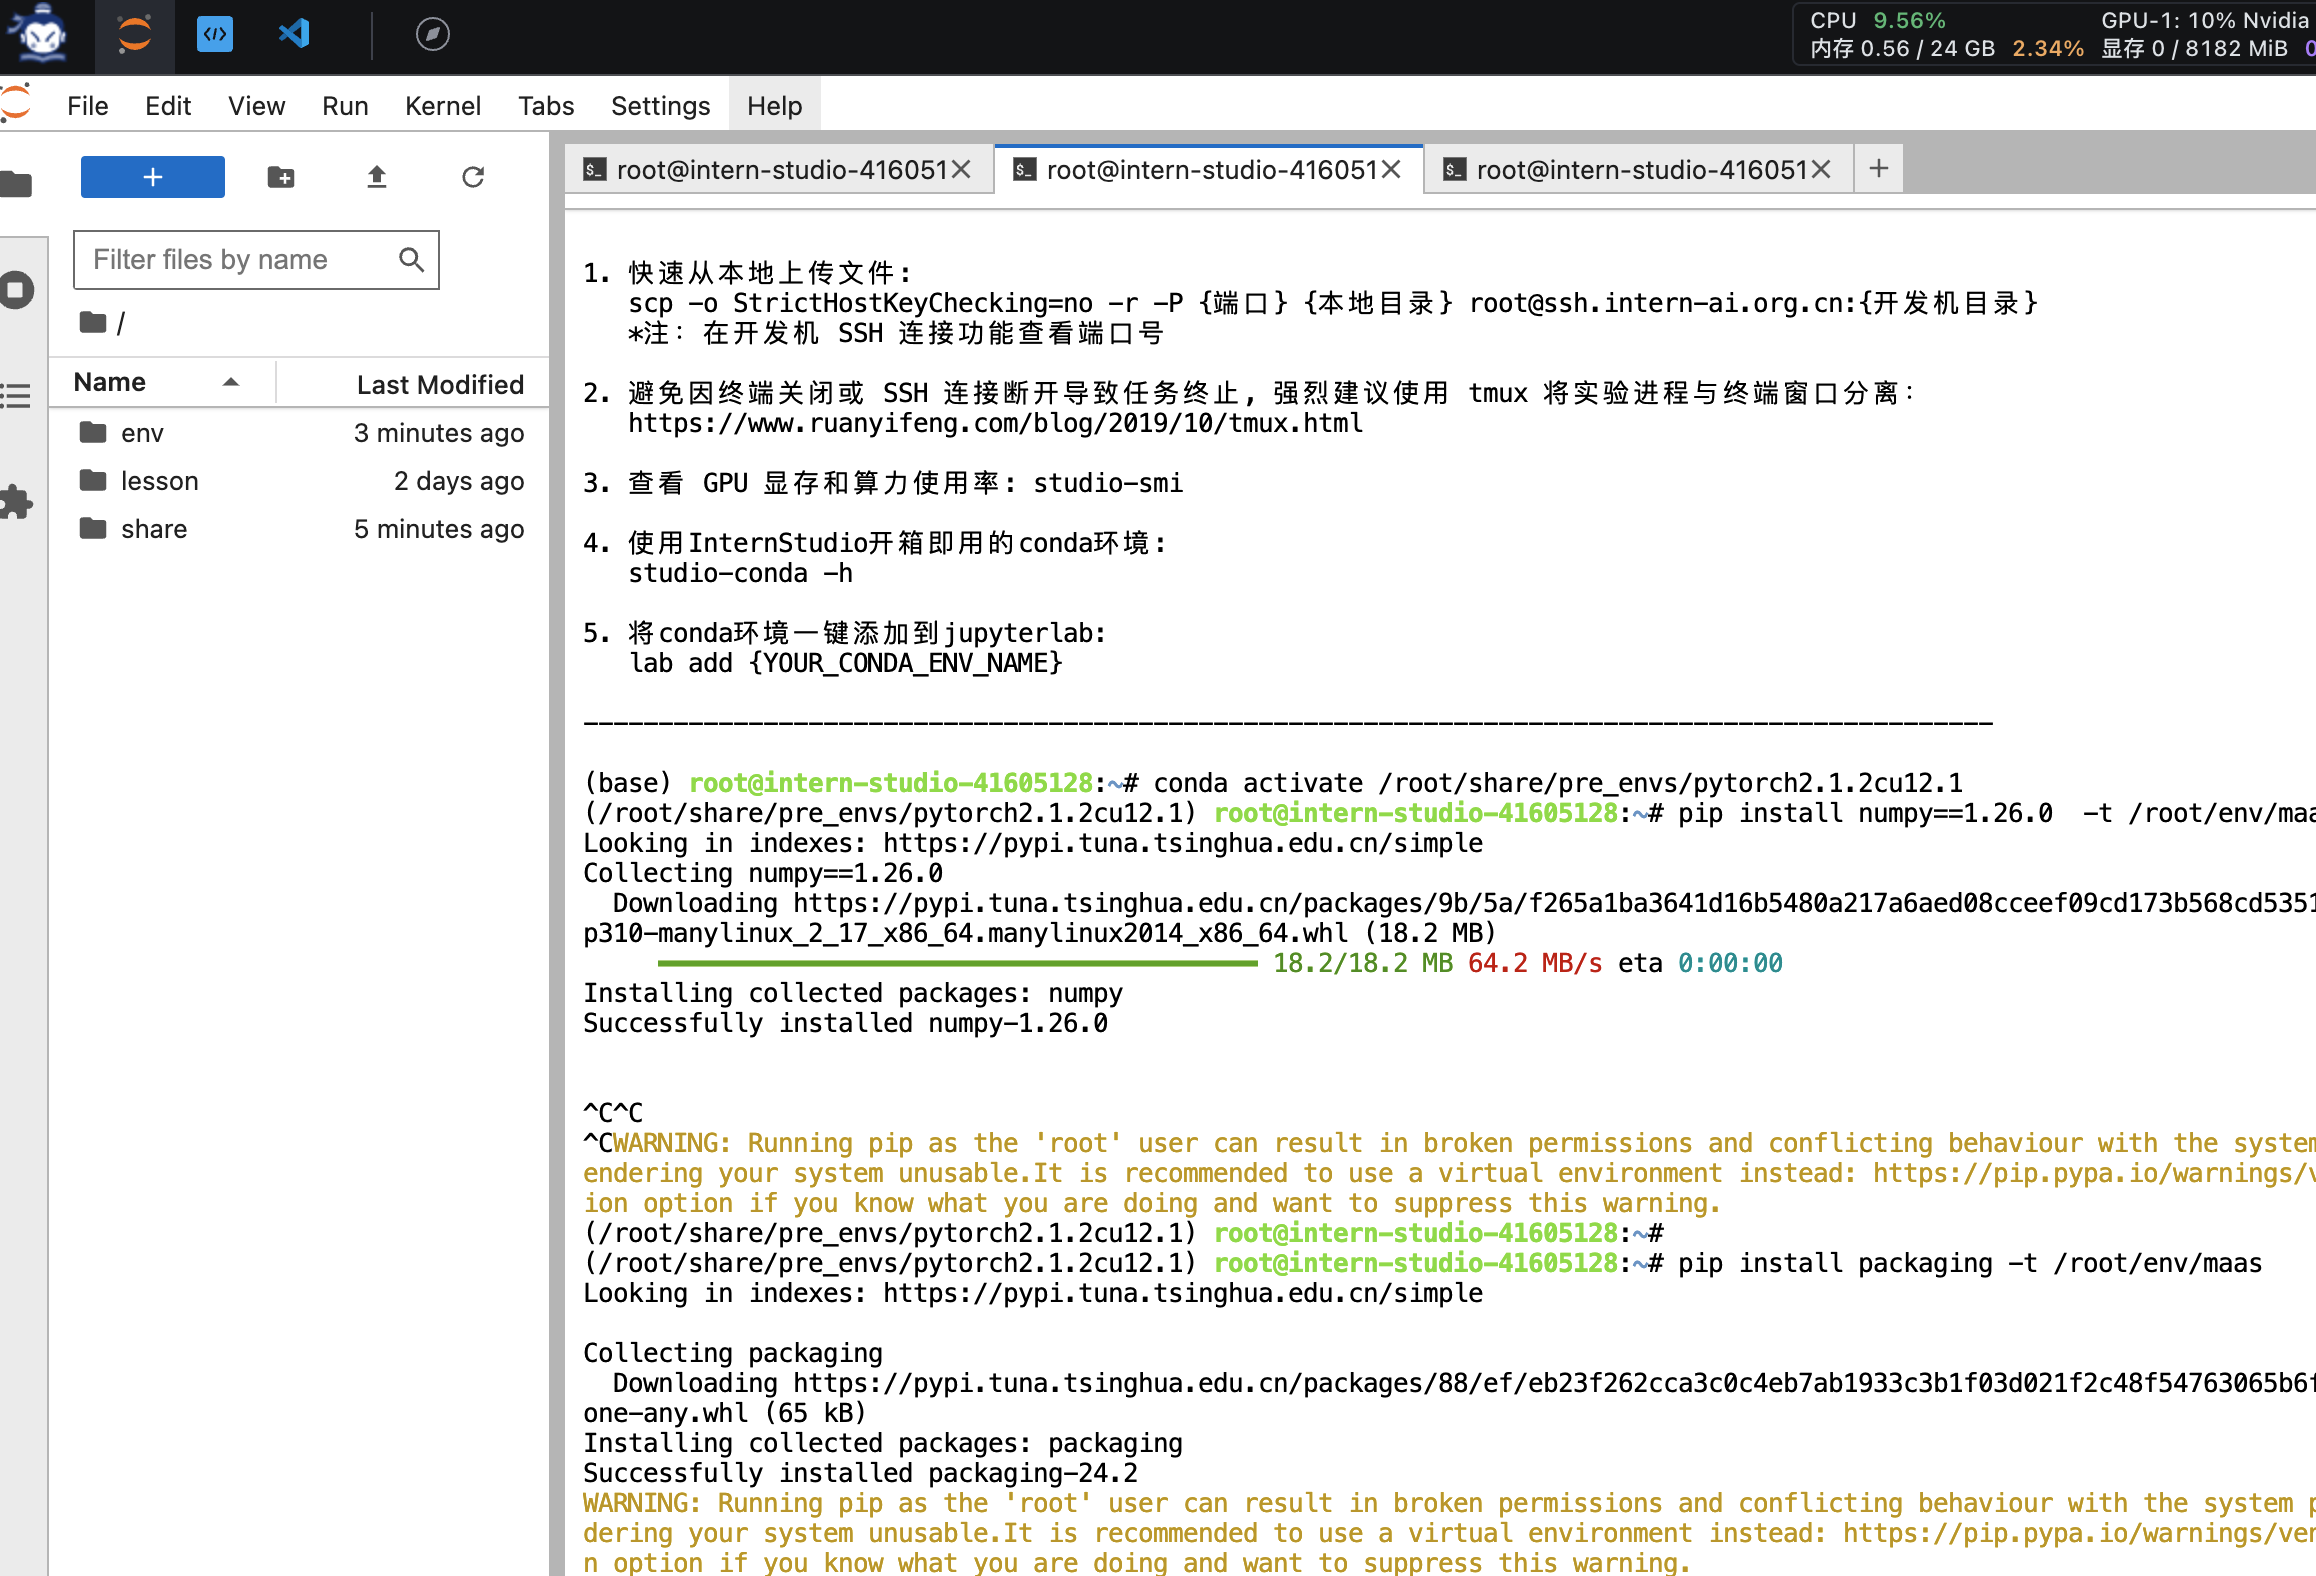 CPU 9.56% GPU-1: 10% Nvidia
内存 0.56 / 24 GB 2.34% 显存 0 / 8182 MiB
File Edit View Run Kernel Tabs Settings Help
root@intern-studio-416051 root@intern-studio-416051 root@intern-studio-416051
Filter files by name
/
Name Last Modified
env 3 minutes ago
lesson 2 days ago
share 5 minutes ago
1. 快速从本地上传文件:
scp -o StrictHostKeyChecking=no -r -P {端口} {本地目录} root@ssh.intern-ai.org.cn:{开发机目录}
*注: 在开发机 SSH 连接功能查看端口号
2. 避免因终端关闭或 SSH 连接断开导致任务终止, 强烈建议使用 tmux 将实验进程与终端窗口分离:
https://www.ruanyifeng.com/blog/2019/10/tmux.html
3. 查看 GPU 显存和算力使用率: studio-smi
4. 使用InternStudio开箱即用的conda环境:
studio-conda -h
5. 将conda环境一键添加到jupyterlab:
lab add {YOUR_CONDA_ENV_NAME}
----------------------------------------------------------------------------------------------
(base) root@intern-studio-41605128:~# conda activate /root/share/pre_envs/pytorch2.1.2cu12.1
(/root/share/pre_envs/pytorch2.1.2cu12.1) root@intern-studio-41605128:~# pip install numpy==1.26.0  -t /root/env/maa
Looking in indexes: https://pypi.tuna.tsinghua.edu.cn/simple
Collecting numpy==1.26.0
Downloading https://pypi.tuna.tsinghua.edu.cn/packages/9b/5a/f265a1ba3641d16b5480a217a6aed08cceef09cd173b568cd5351
p310-manylinux_2_17_x86_64.manylinux2014_x86_64.whl (18.2 MB)
18.2/18.2 MB 64.2 MB/s eta 0:00:00
Installing collected packages: numpy
Successfully installed numpy-1.26.0
^C^C
^CWARNING: Running pip as the 'root' user can result in broken permissions and conflicting behaviour with the system
endering your system unusable.It is recommended to use a virtual environment instead: https://pip.pypa.io/warnings/v
ion option if you know what you are doing and want to suppress this warning.
(/root/share/pre_envs/pytorch2.1.2cu12.1) root@intern-studio-41605128:~#
(/root/share/pre_envs/pytorch2.1.2cu12.1) root@intern-studio-41605128:~# pip install packaging -t /root/env/maas
Looking in indexes: https://pypi.tuna.tsinghua.edu.cn/simple
Collecting packaging
Downloading https://pypi.tuna.tsinghua.edu.cn/packages/88/ef/eb23f262cca3c0c4eb7ab1933c3b1f03d021f2c48f54763065b6f
one-any.whl (65 kB)
Installing collected packages: packaging
Successfully installed packaging-24.2
WARNING: Running pip as the 'root' user can result in broken permissions and conflicting behaviour with the system p
dering your system unusable.It is recommended to use a virtual environment instead: https://pip.pypa.io/warnings/ven
n option if you know what you are doing and want to suppress this warning.